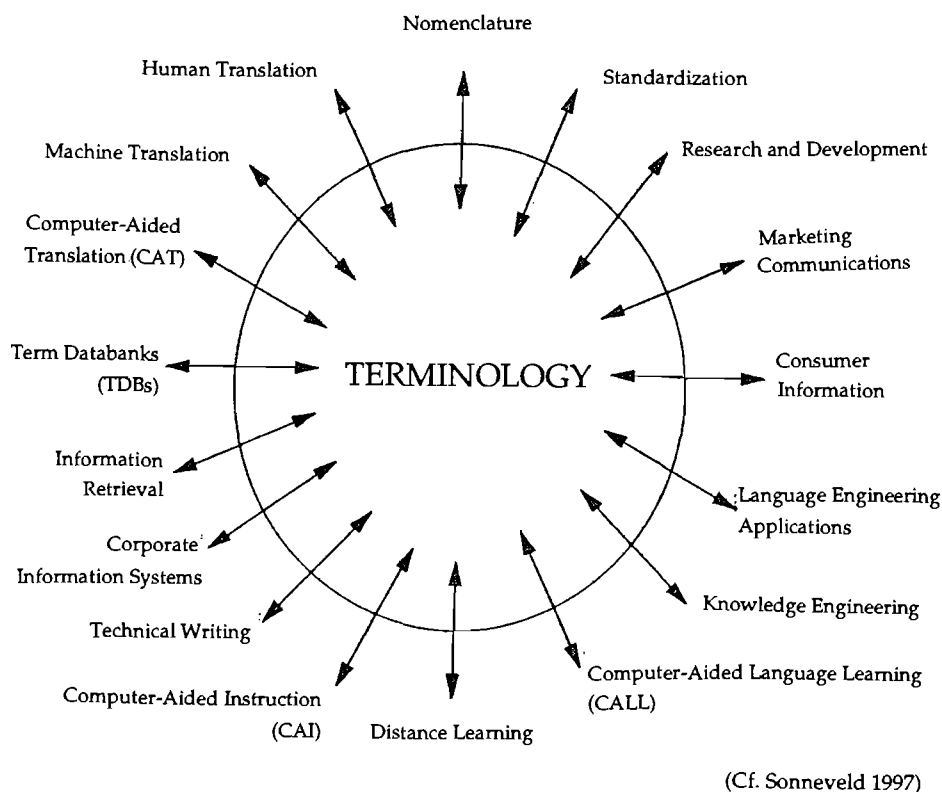 Nomenclature
Human Translation
Standardization
Machine Translation
Research and Development
Computer-Aided
Translation (CAT)
Marketing
Communications
Term Databanks
(TDBs)
TERMINOLOGY
Consumer
Information
Information
Retrieval
Language Engineering
Applications
Corporate
Information Systems
Knowledge Engineering
Technical Writing
Computer-Aided Language Learning
(CALL)
Computer-Aided Instruction
(CAI)
Distance Learning
(Cf. Sonneveld 1997)